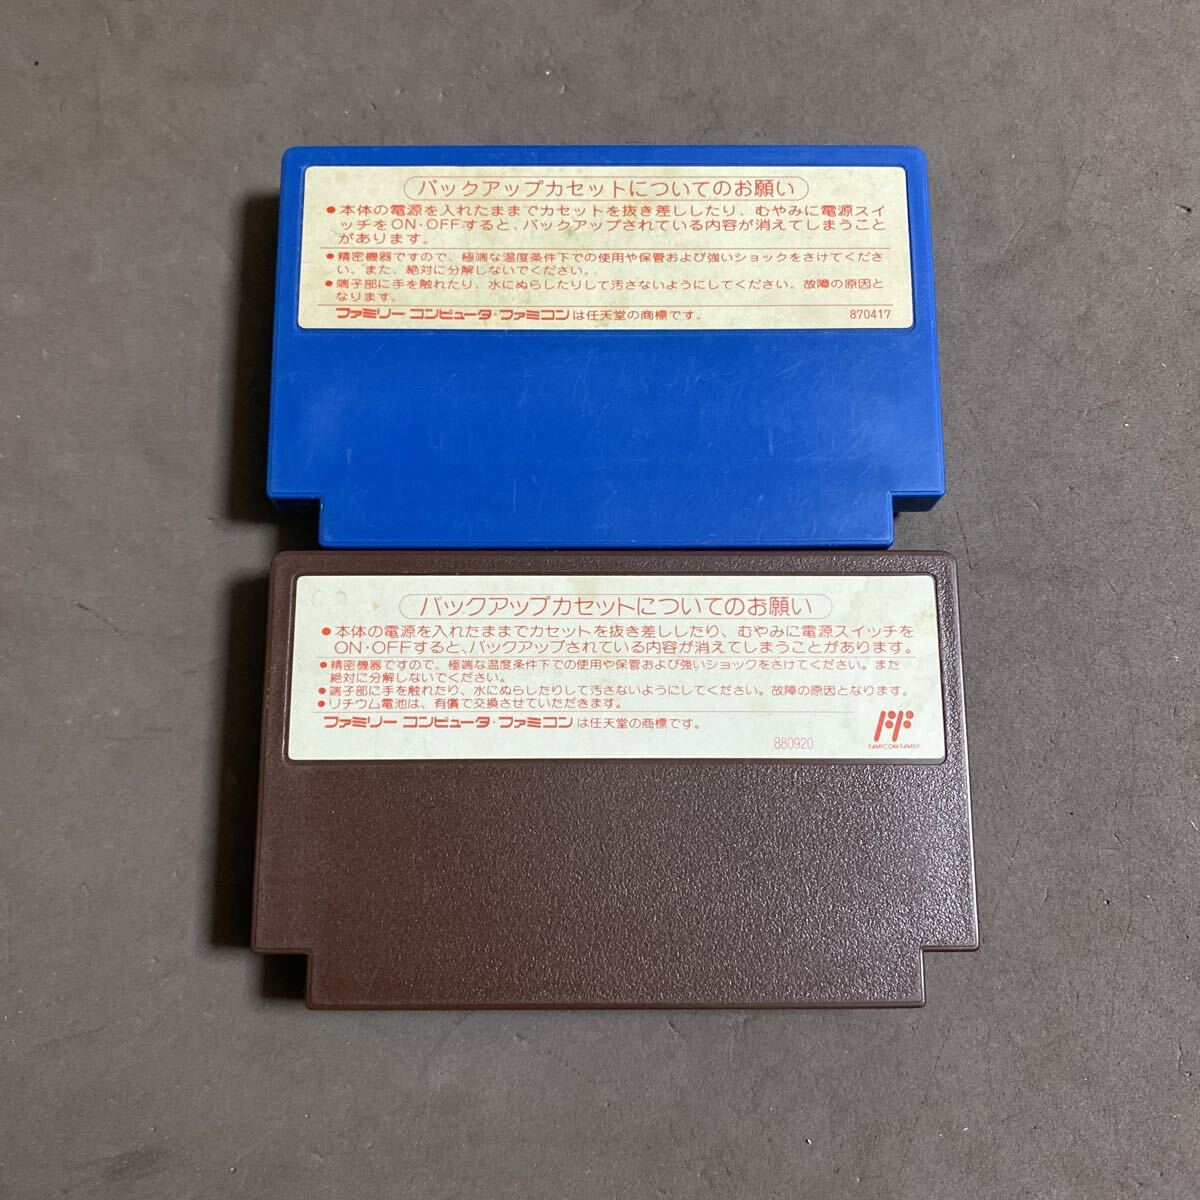 バックアップカセットについてのお願い
●本体の電源を入れたままでカセットを抜き差ししたり、むやみに電源スイ
ッチをON・OFFすると、バックアップされている内容が消えてしまうこと
があります。
●精密機器ですので、極端な温度条件下での使用や保管および強いショックをさけてくださ
い。また、絶対に分解しないでください。
●端子部に手を触れたり、水にぬらしたりして汚さないようにしてください。故障の原因と
なります。
ファミリーコンピュータ・ファミコンは任天堂の商標です。 870417
バックアップカセットについてのお願い
●本体の電源を入れたままでカセットを抜き差ししたり、むやみに電源スイッチを
ON・OFFすると、バックアップされている内容が消えてしまうことがあります。
●精密機器ですので、極端な温度条件下での使用や保管および強いショックをさけてください。また
絶対に分解しないでください。
●端子部に手を触れたり、水にぬらしたりして汚さないようにしてください。故障の原因となります。
●リチウム電池は、有償で交換させていただきます。
ファミリーコンピュータ・ファミコンは任天堂の商標です。
880920
FF
FAMICOM FAMILY